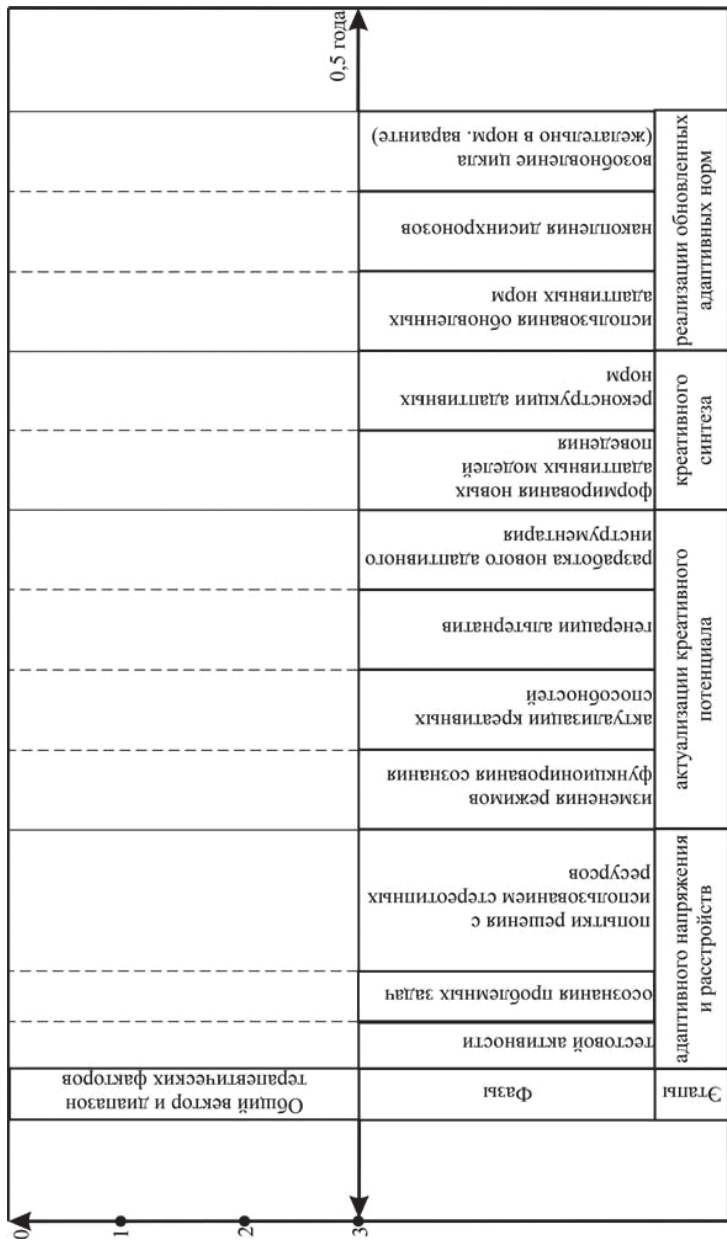 Этапы
Фазы
Общий вектор и диапазон
терапевтических факторов
адаптивного напряжения
и расстройств
тестовой активности
осознания проблемных задач
попытки решения с
использованием стереотипных
ресурсов
актуализации креативного
потенциала
изменения режимов
функционирования сознания
актуализации креативных
способностей
генерации альтернатив
разработка нового адаптивного
инструментария
креативного
синтеза
формирования новых
адаптивных моделей
поведения
реконструкции адаптивных
норм
реализации обновленных
адаптивных норм
использования обновленных
адаптивных норм
накопления дисинхронозов
возобновление цикла
(желательно в норм. вараинте)
0
1
2
3
0,5 года